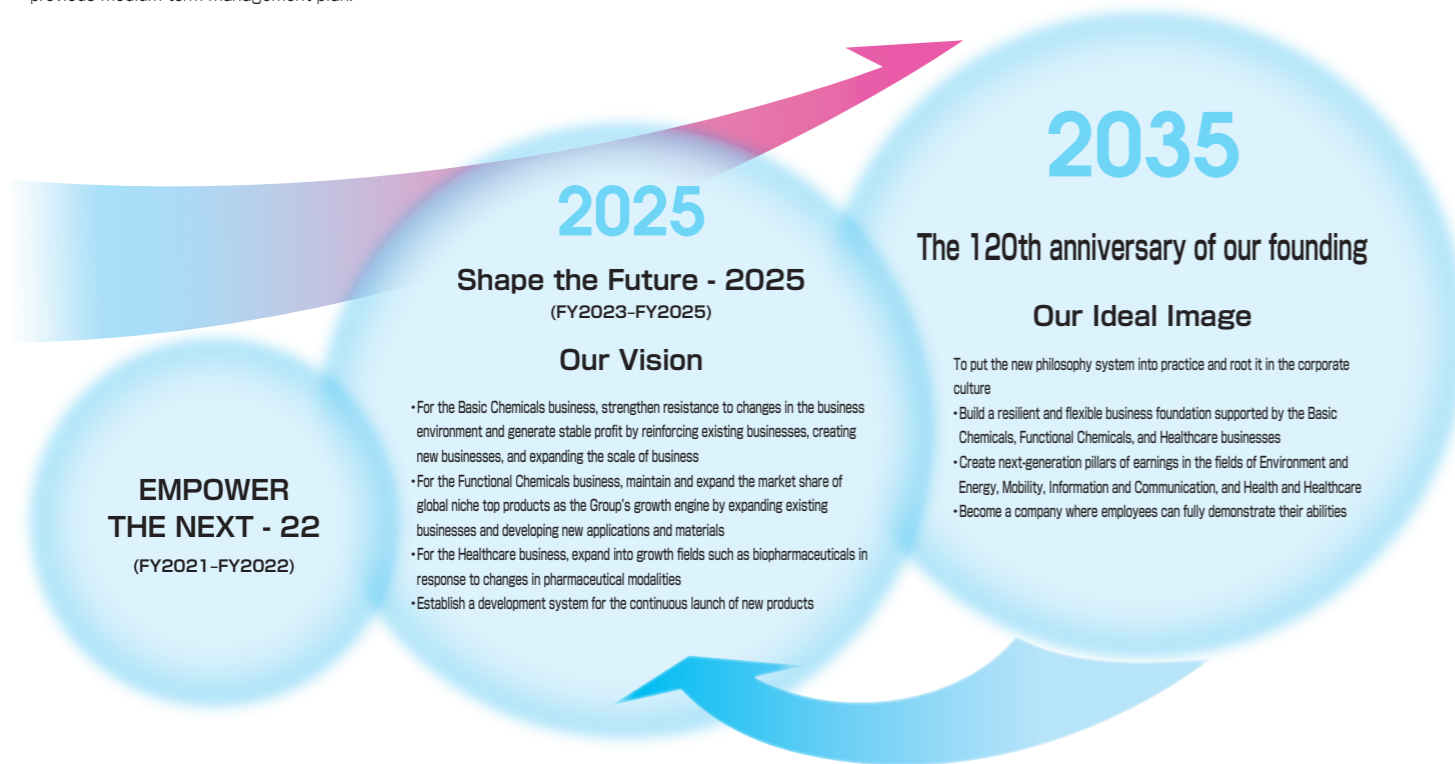 previous medium-term management plan.
EMPOWER
THE NEXT - 22
(FY2021–FY2022)
2025
Shape the Future - 2025
(FY2023–FY2025)
Our Vision
・For the Basic Chemicals business, strengthen resistance to changes in the business
environment and generate stable profit by reinforcing existing businesses, creating
new businesses, and expanding the scale of business
・For the Functional Chemicals business, maintain and expand the market share of
global niche top products as the Group's growth engine by expanding existing
businesses and developing new applications and materials
・For the Healthcare business, expand into growth fields such as biopharmaceuticals in
response to changes in pharmaceutical modalities
・Establish a development system for the continuous launch of new products
2035
The 120th anniversary of our founding
Our Ideal Image
To put the new philosophy system into practice and root it in the corporate
culture
・Build a resilient and flexible business foundation supported by the Basic
Chemicals, Functional Chemicals, and Healthcare businesses
・Create next-generation pillars of earnings in the fields of Environment and
Energy, Mobility, Information and Communication, and Health and Healthcare
・Become a company where employees can fully demonstrate their abilities